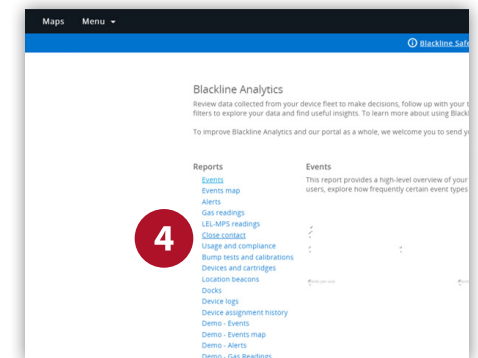 Maps Menu
Blackline Safe
Blackline Analytics
Review data collected from your device fleet to make decisions, follow up with your t
filters to explore your data and find useful insights. To learn more about using Blackl
To improve Blackline Analytics and our portal as a whole, we welcome you to send yo
Reports
Events
Events map
Alerts
Gas readings
LEL-MPS readings
Close contact
Usage and compliance
Bump tests and calibrations
Devices and cartridges
Location beacons
Docks
Device logs
Device assignment history
Demo - Events
Demo - Events map
Demo - Alerts
Demo - Gas Readings
Events
This report provides a high-level overview of your
users, explore how frequently certain event types
4